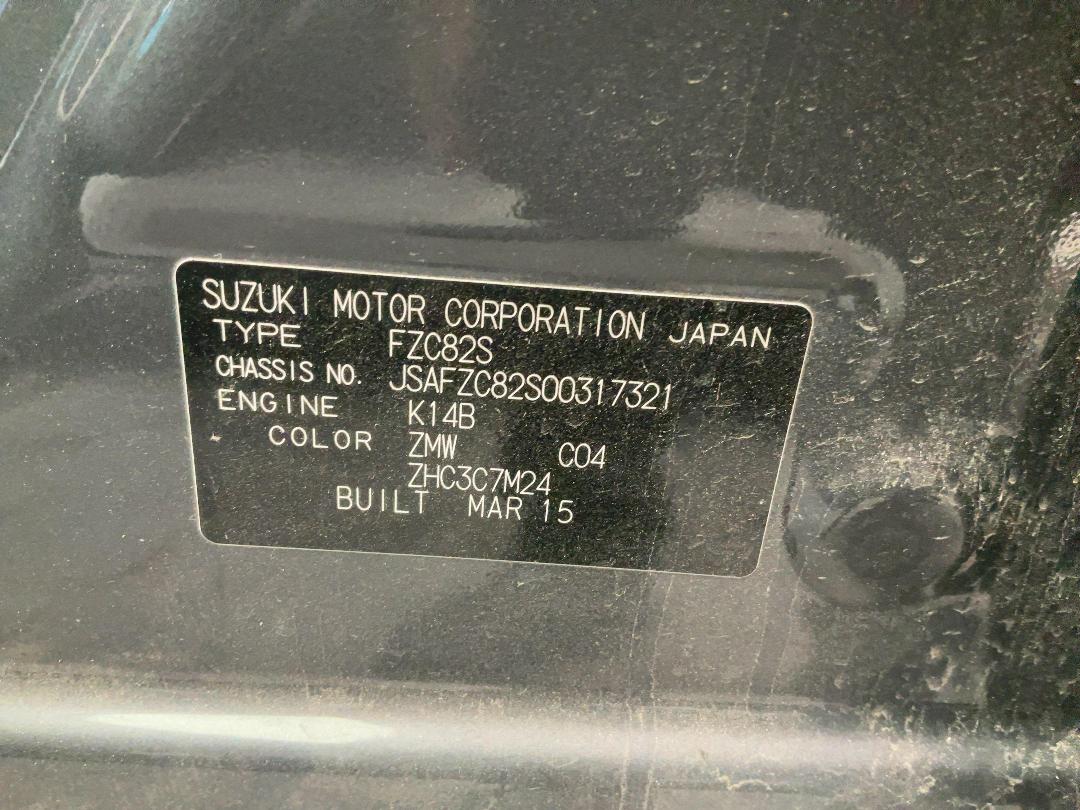 SUZUKI MOTOR CORPORATION JAPAN
TYPE FZC82S
CHASSIS NO. JSAFZC82S00317321
ENGINE K14B
COLOR ZMW C04
ZHC3C7M24
BUILT MAR 15